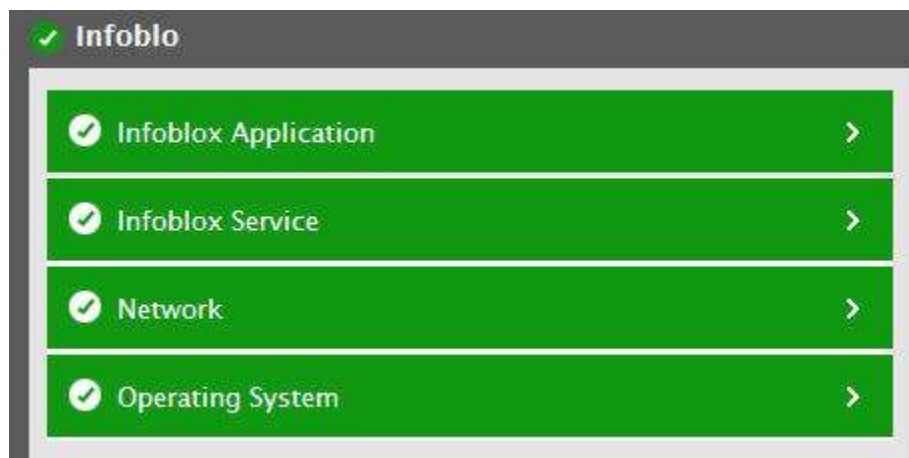 Infoblo
Infoblox Application
Infoblox Service
Network
Operating System